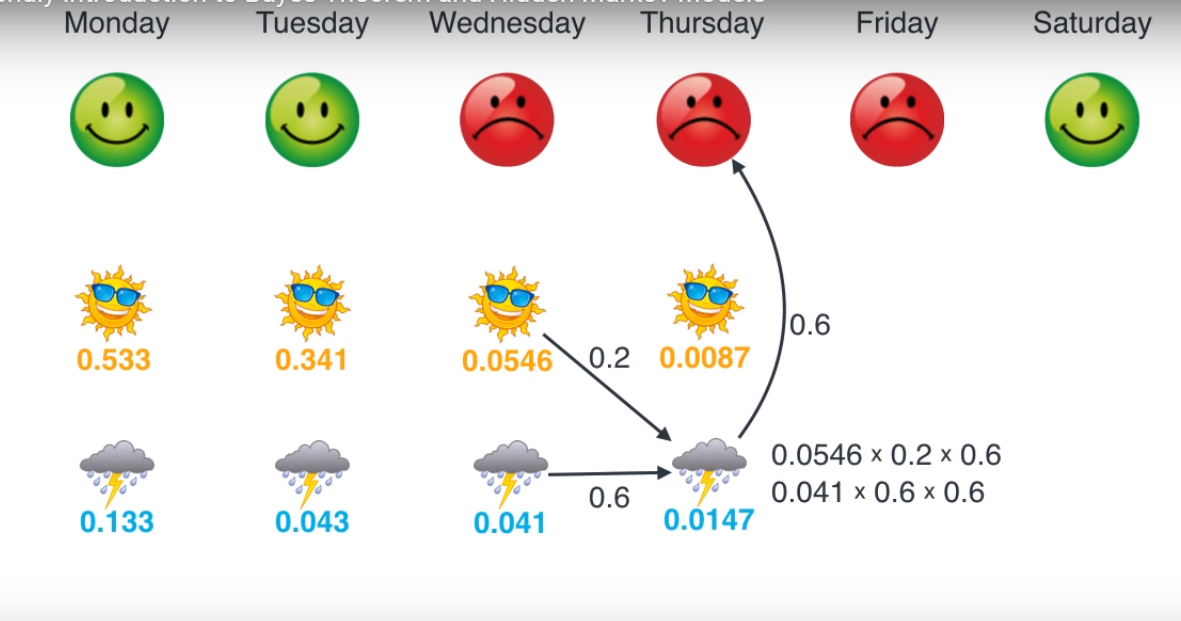 Monday Tuesday Wednesday Thursday Friday Saturday
0.6
0.533 0.341 0.0546 0.2 0.0087
0.0546 × 0.2 × 0.6
0.6 0.041 × 0.6 × 0.6
0.133 0.043 0.041 0.0147